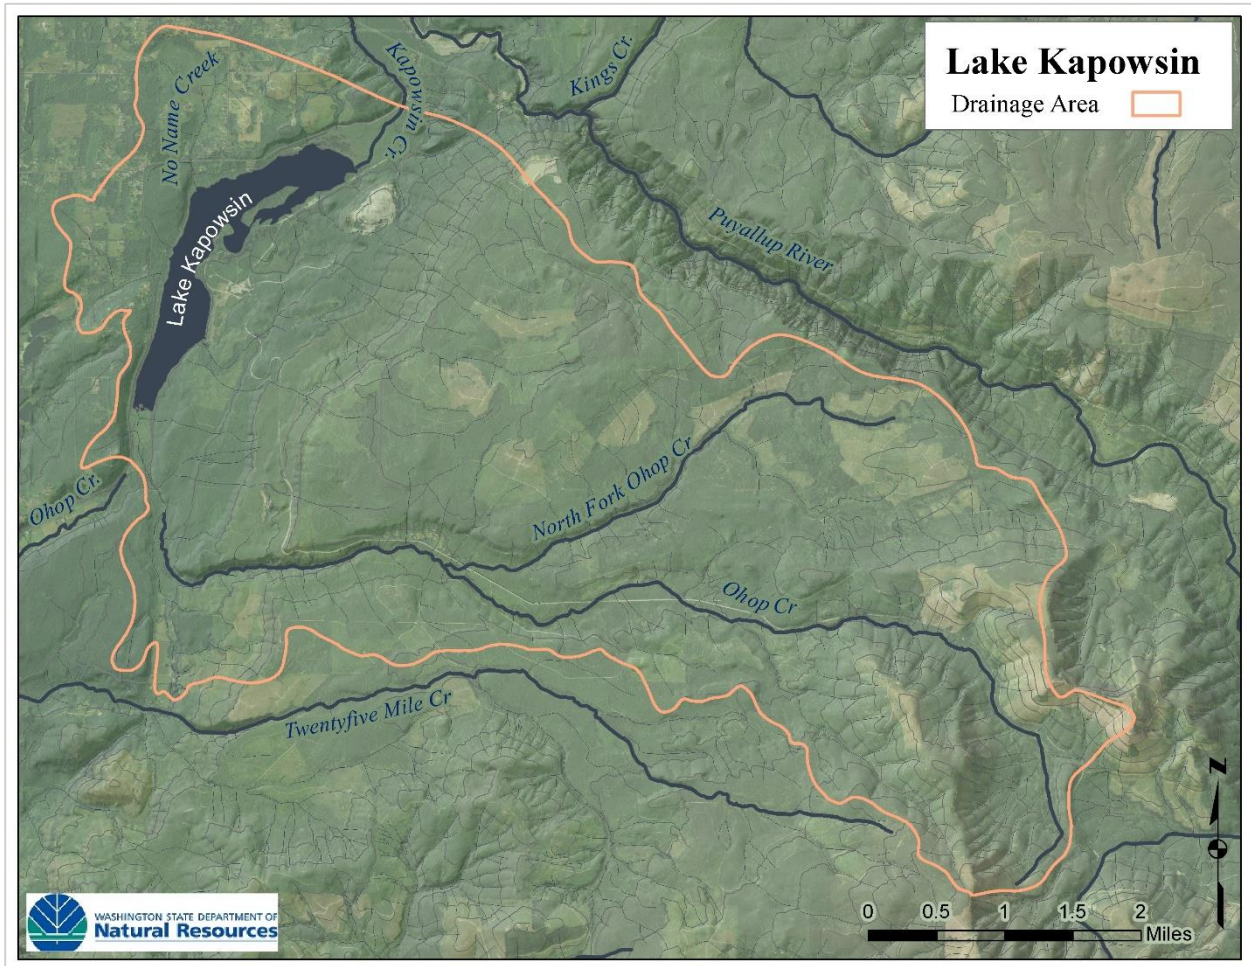 Lake Kapowsin
Drainage Area
Kapowsin Cr.
Kings Cr.
No Name Creek
Lake Kapowsin
Puyallup River
North Fork Ohop Cr
Ohop Cr.
Ohop Cr
Twentyfive Mile Cr
N
WASHINGTON STATE DEPARTMENT OF
Natural Resources
0 0.5 1 1.5 2
Miles